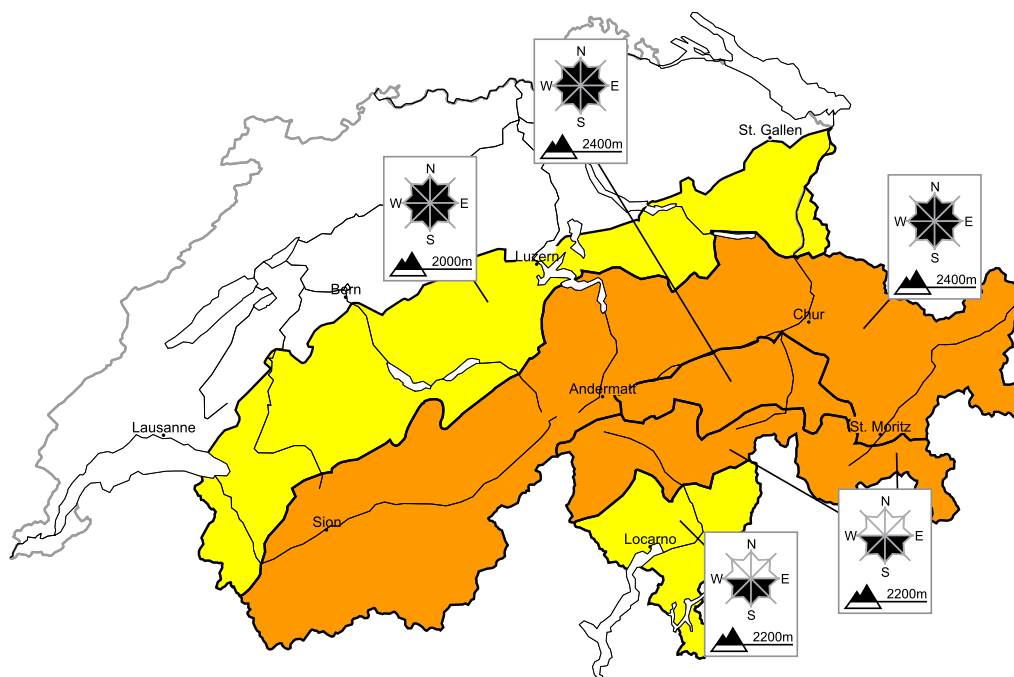 N
W E
S
2400m
St. Gallen
N
W E
S
2000m
N
W E
S
2400m
Luzern
Bern
Chur
Andermatt
Lausanne
St. Moritz
Sion
Locarno
N
W E
S
2200m
N
W E
S
2200m